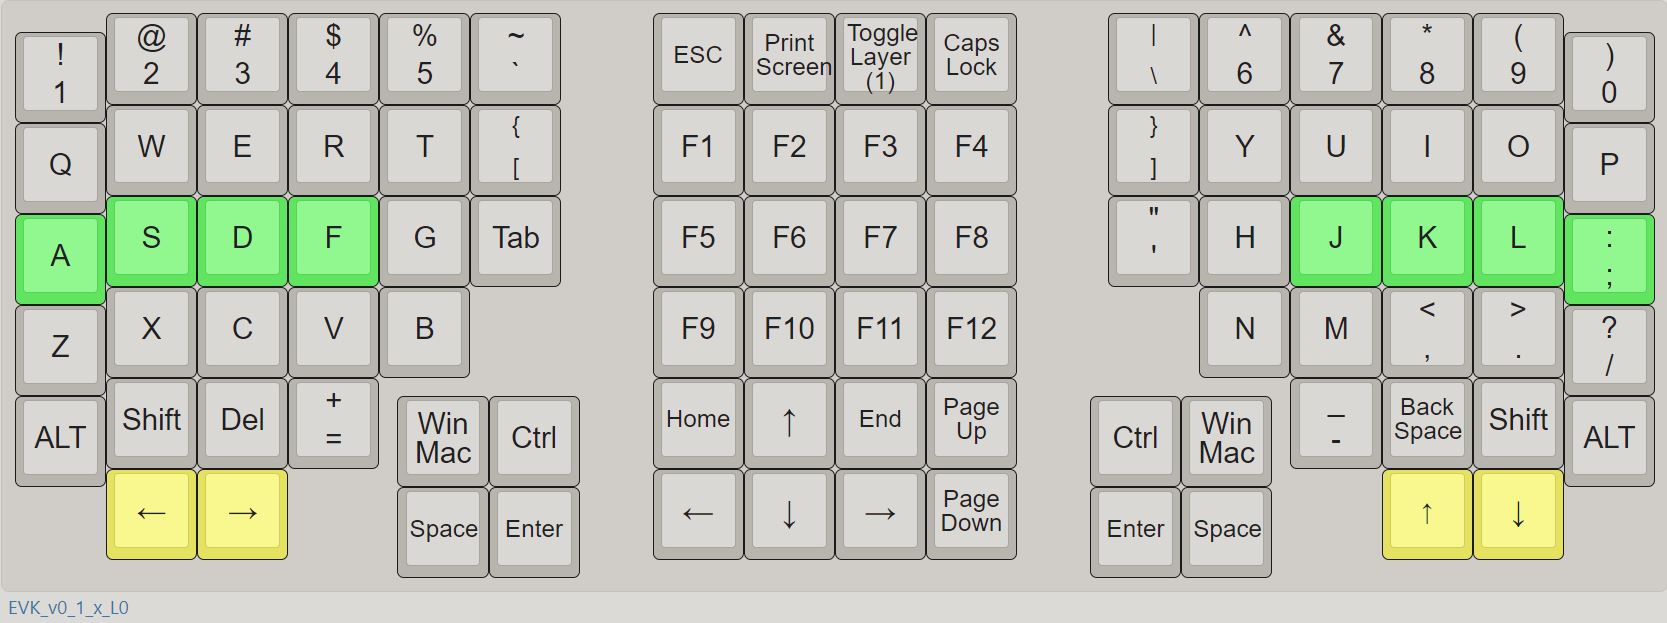 ! @ # $ % ~ ESC Print Toggle Caps | ^ & * ( )
1 2 3 4 5 ` Screen Layer Lock \ 6 7 8 9 0
(1)
Q W E R T { F1 F2 F3 F4 } Y U I O P
[ ]
A S D F G Tab F5 F6 F7 F8 " H J K L :
' ;
Z X C V B F9 F10 F11 F12 N M < > ?
, . /
ALT Shift Del + Win Ctrl Home ↑ End Page Ctrl Win _ Back Shift ALT
= Mac Up Mac - Space
← → Space Enter ← ↓ → Page Enter Space ↑ ↓
Down
EVK_v0_1_x_L0